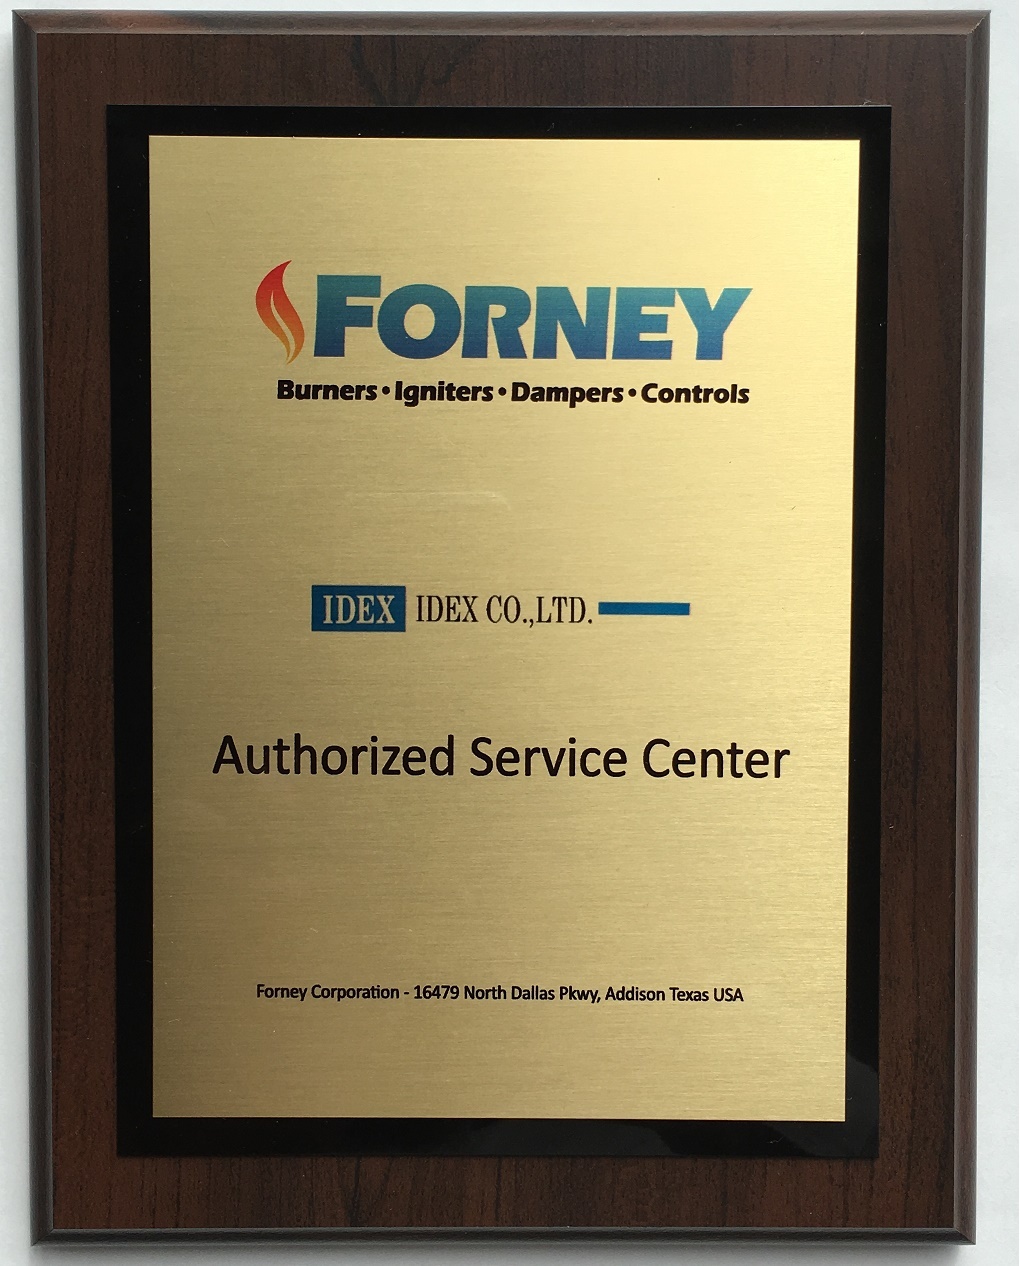 FORNEY
Burners • Igniters • Dampers • Controls
IDEX IDEX CO.,LTD.
Authorized Service Center
Forney Corporation - 16479 North Dallas Pkwy, Addison Texas USA